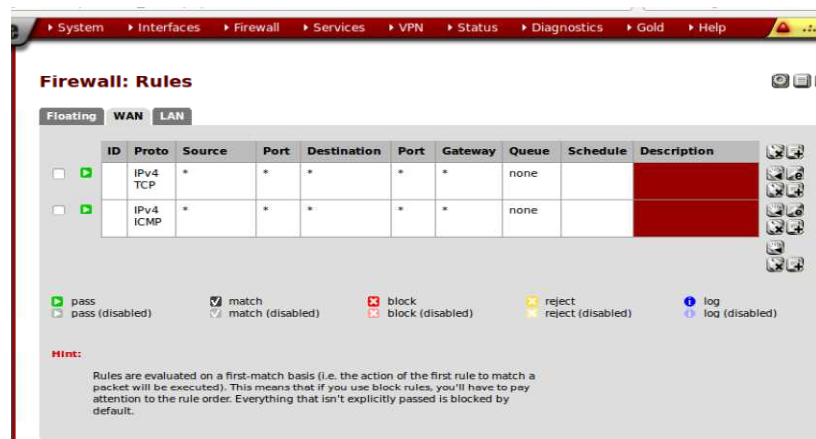 System Interfaces Firewall Services VPN Status Diagnostics Gold Help
Firewall: Rules
Floating WAN LAN
ID Proto Source Port Destination Port Gateway Queue Schedule Description
IPv4 TCP * * * * * none
IPv4 ICMP * * * * * none
pass match block reject log
pass (disabled) match (disabled) block (disabled) reject (disabled) log (disabled)
Hint:
Rules are evaluated on a first-match basis (i.e. the action of the first rule to match a
packet will be executed). This means that if you use block rules, you'll have to pay
attention to the rule order. Everything that isn't explicitly passed is blocked by
default.